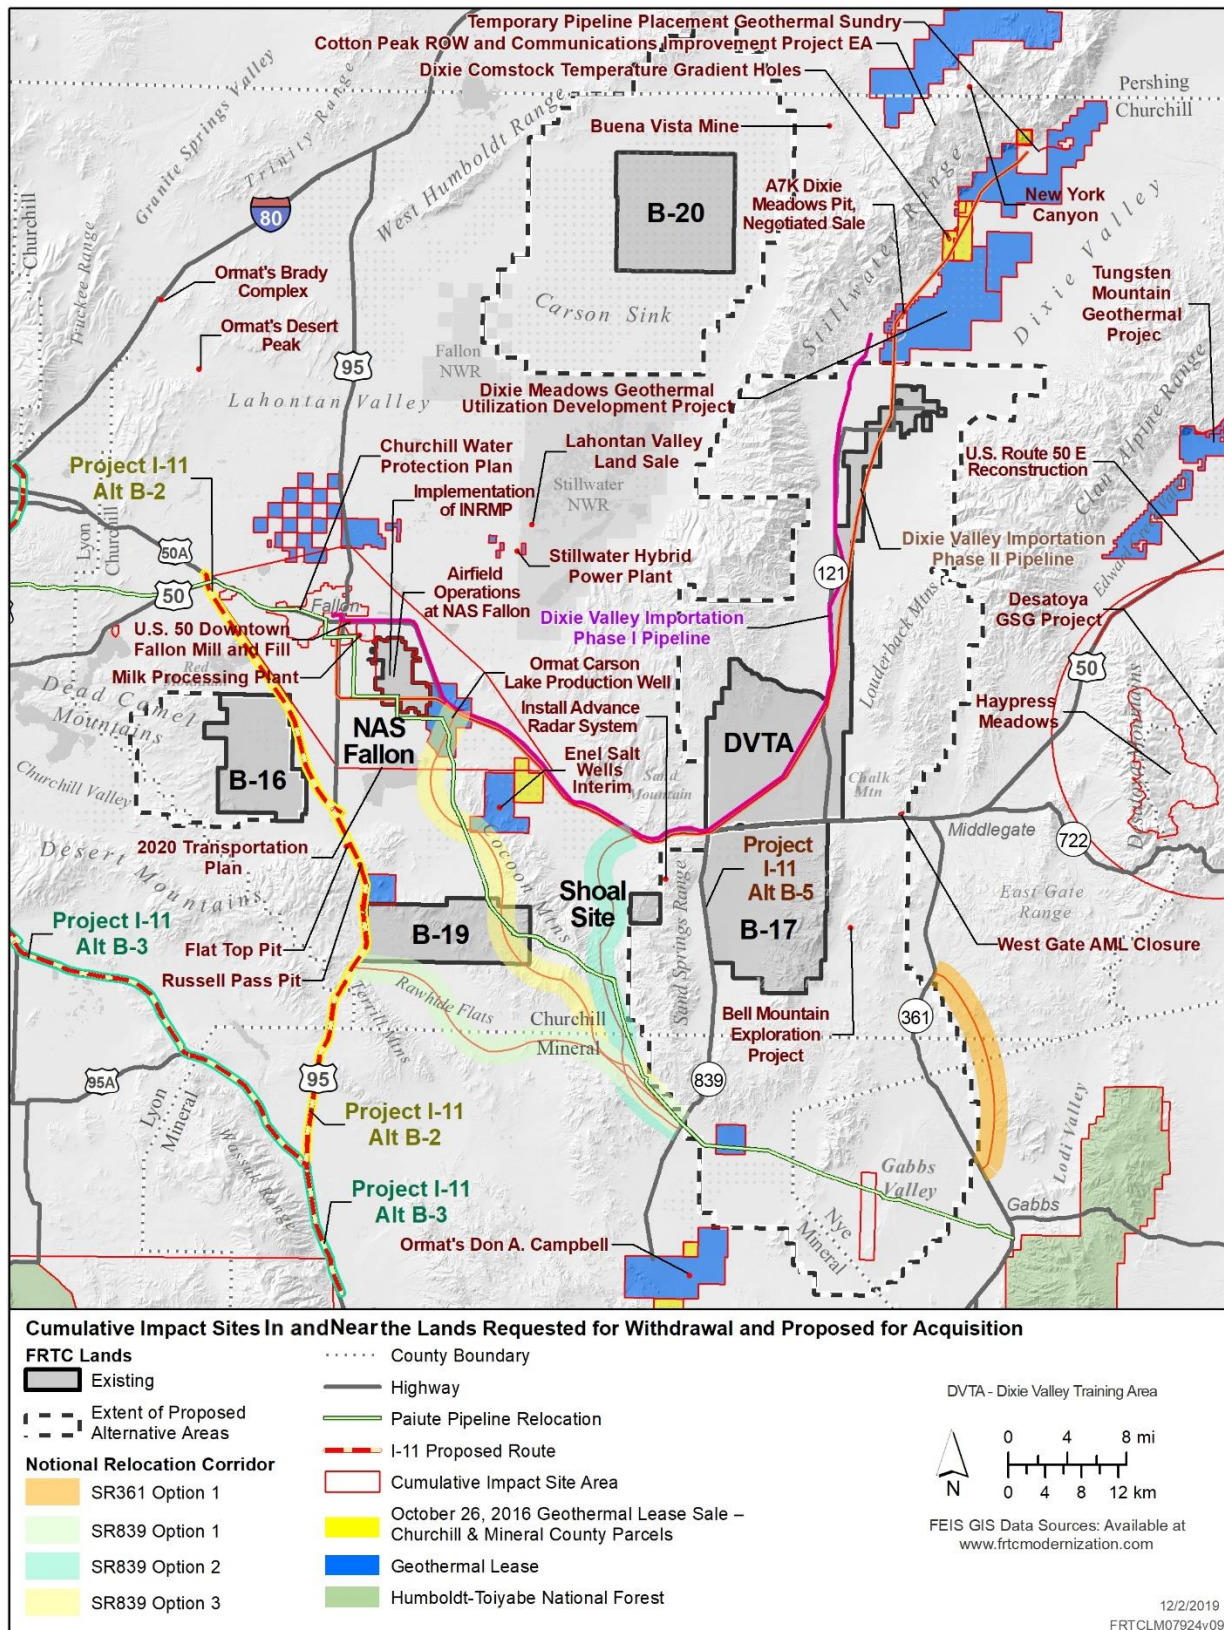 Temporary Pipeline Placement Geothermal Sundry
Cotton Peak ROW and Communications Improvement Project EA
Dixie Comstock Temperature Gradient Holes
Pershing
Churchill
Granite Springs Valley
Trinity Range
West Humboldt Range
Buena Vista Mine
B-20
A7K Dixie
Meadows Pit,
Negotiated Sale
New York
Canyon
Churchill
Truckee Range
80
Ormat's Brady
Complex
Ormat's Desert
Peak
Carson Sink
Stillwater Range
Dixie Valley
Tungsten
Mountain
Geothermal
Projec
95
Fallon
NWR
Lahontan Valley
Dixie Meadows Geothermal
Utilization Development Project
Clan Alpine Range
Project I-11
Alt B-2
Churchill Water
Protection Plan
Lahontan Valley
Land Sale
Implementation
of INRMP
Stillwater
NWR
U.S. Route 50 E
Reconstruction
Lyon
Churchill
50A
50
Stillwater Hybrid
Power Plant
Dixie Valley Importation
Phase II Pipeline
121
Airfield
Operations
at NAS Fallon
Fallon
Dixie Valley Importation
Phase I Pipeline
Louderback Mtns
Desatoya
GSG Project
U.S. 50 Downtown
Fallon Mill and Fill
Milk Processing Plant
Ormat Carson
Lake Production Well
50
Dead Camel
Mountains
Install Advance
Radar System
Haypress
Meadows
NAS
Fallon
DVTA
B-16
Enel Salt
Wells
Interim
Sand
Mountain
Chalk
Mtn
Desatoya Mountains
Churchill Valley
Middlegate
722
2020 Transportation
Plan
Cocoon Mtns
Project
I-11
Alt B-5
Desert Mountains
East Gate
Range
Project I-11
Alt B-3
Shoal
Site
B-19
B-17
Flat Top Pit
West Gate AML Closure
Russell Pass Pit
Sand Springs Range
Rawhide Flats
Terrill Mtns
Churchill
Mineral
Bell Mountain
Exploration
Project
361
95A
95
839
Lyon
Mineral
Project I-11
Alt B-2
Wassuk Range
Lodi Valley
Gabbs
Valley
Project I-11
Alt B-3
Gabbs
Nye
Mineral
Ormat's Don A. Campbell
Cumulative Impact Sites In and Near the Lands Requested for Withdrawal and Proposed for Acquisition
FRTC Lands
Existing
Extent of Proposed
Alternative Areas
Notional Relocation Corridor
SR361 Option 1
SR839 Option 1
SR839 Option 2
SR839 Option 3
County Boundary
Highway
Paiute Pipeline Relocation
I-11 Proposed Route
Cumulative Impact Site Area
October 26, 2016 Geothermal Lease Sale –
Churchill & Mineral County Parcels
Geothermal Lease
Humboldt-Toiyabe National Forest
DVTA - Dixie Valley Training Area
0 4 8 mi
0 4 8 12 km
N
FEIS GIS Data Sources: Available at
www.frtcmodernization.com
12/2/2019
FRTCLM07924v09